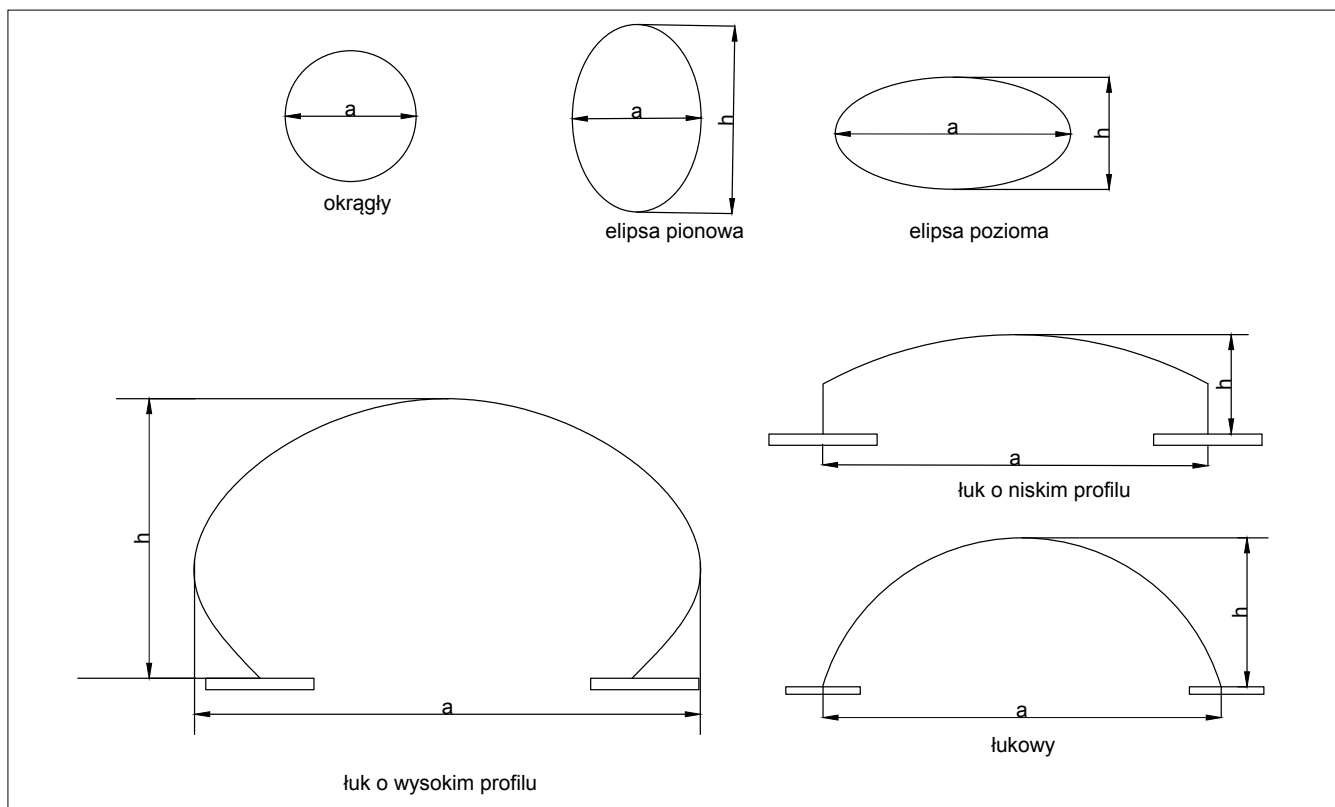 a
okrągły
a
h
elipsa pionowa
a
h
elipsa pozioma
h
a
łuk o wysokim profilu
h
a
łuk o niskim profilu
h
a
łukowy